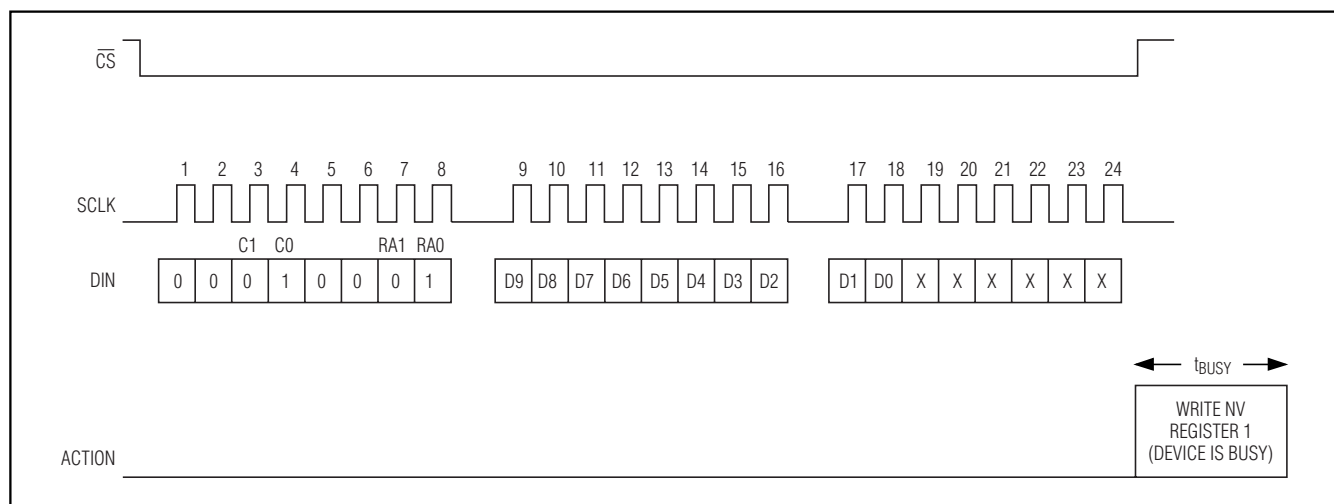 CS
1 2 3 4 5 6 7 8 9 10 11 12 13 14 15 16 17 18 19 20 21 22 23 24
SCLK
C1 C0 RA1 RA0
DIN 0 0 0 1 0 0 0 1 D9 D8 D7 D6 D5 D4 D3 D2 D1 D0 X X X X X X
tBUSY
WRITE NV
REGISTER 1
(DEVICE IS BUSY)
ACTION